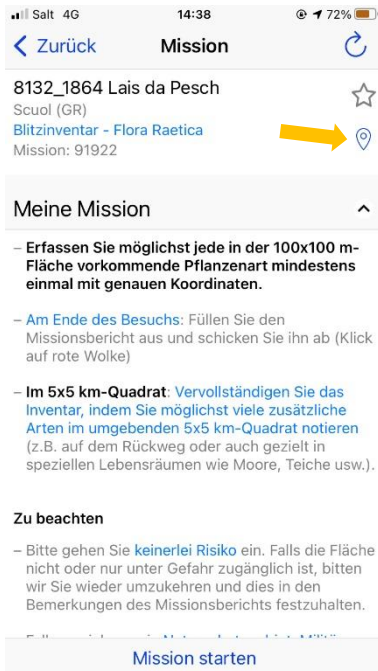 Salt 4G 14:38 72%
Zurück Mission
8132_1864 Lais da Pesch
Scuol (GR)
Blitzinventar - Flora Raetica
Mission: 91922
Meine Mission
– Erfassen Sie möglichst jede in der 100x100 m-
Fläche vorkommende Pflanzenart mindestens
einmal mit genauen Koordinaten.
– Am Ende des Besuchs: Füllen Sie den
Missionsbericht aus und schicken Sie ihn ab (Klick
auf rote Wolke)
– Im 5x5 km-Quadrat: Vervollständigen Sie das
Inventar, indem Sie möglichst viele zusätzliche
Arten im umgebenden 5x5 km-Quadrat notieren
(z.B. auf dem Rückweg oder auch gezielt in
speziellen Lebensräumen wie Moore, Teiche usw.).
Zu beachten
– Bitte gehen Sie keinerlei Risiko ein. Falls die Fläche
nicht oder nur unter Gefahr zugänglich ist, bitten
wir Sie wieder umzukehren und dies in den
Bemerkungen des Missionsberichts festzuhalten.
Mission starten